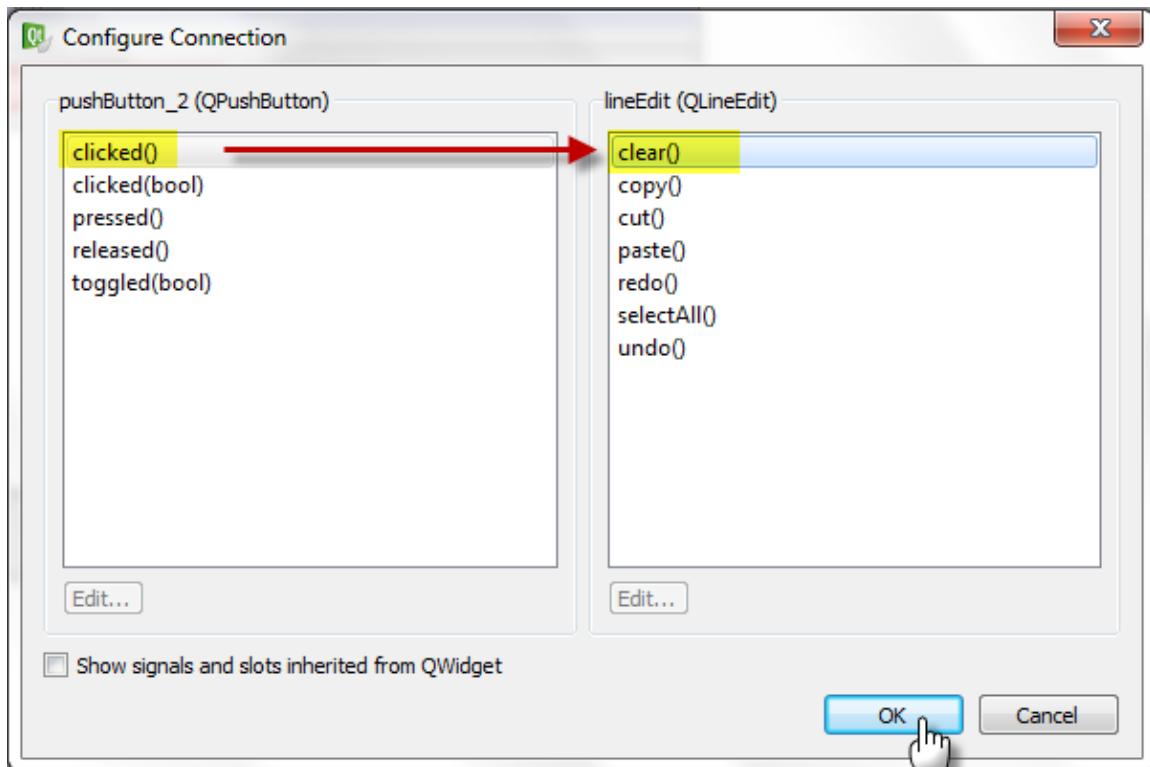 Configure Connection
pushButton_2 (QPushButton)
clicked()
clicked(bool)
pressed()
released()
toggled(bool)
Edit...
lineEdit (QLineEdit)
clear()
copy()
cut()
paste()
redo()
selectAll()
undo()
Edit...
Show signals and slots inherited from QWidget
OK
Cancel